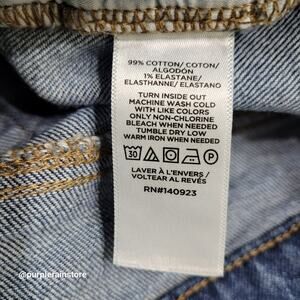 99% COTTON/ COTON/
ALGODÓN
1% ELASTANE/
ELASTHANNE/ ELASTANO
TURN INSIDE OUT
MACHINE WASH COLD
WITH LIKE COLORS
ONLY NON-CHLORINE
BLEACH WHEN NEEDED
TUMBLE DRY LOW
WARM IRON WHEN NEEDED
30 P
LAVER À L'ENVERS /
VOLTEAR AL REVÉS
RN#140923
@purplerainstore